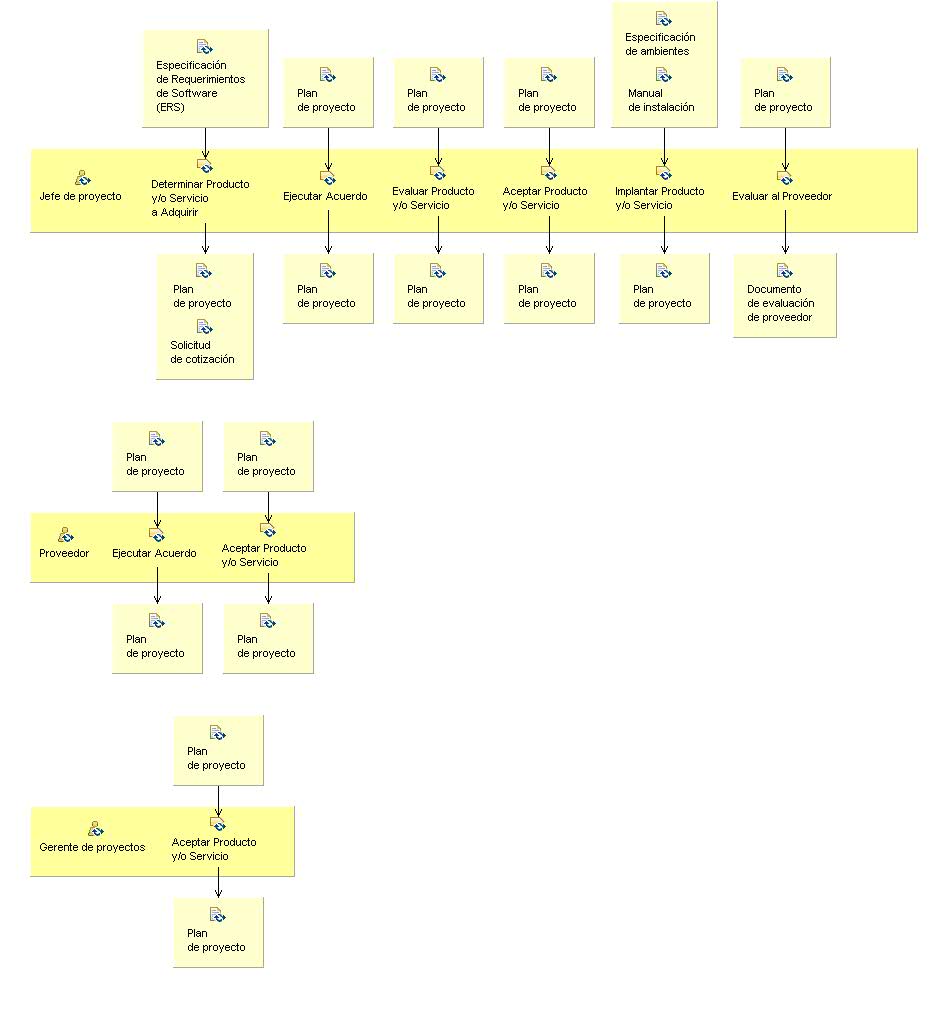 Especificación
de Requerimientos
de Software
(ERS)
Plan
de proyecto
Plan
de proyecto
Plan
de proyecto
Especificación
de ambientes
Manual
de instalación
Plan
de proyecto
Jefe de proyecto
Determinar Producto
y/o Servicio
a Adquirir
Ejecutar Acuerdo
Evaluar Producto
y/o Servicio
Aceptar Producto
y/o Servicio
Implantar Producto
y/o Servicio
Evaluar al Proveedor
Plan
de proyecto
Solicitud
de cotización
Plan
de proyecto
Plan
de proyecto
Plan
de proyecto
Plan
de proyecto
Documento
de evaluación
de proveedor
Plan
de proyecto
Plan
de proyecto
Proveedor
Ejecutar Acuerdo
Aceptar Producto
y/o Servicio
Plan
de proyecto
Plan
de proyecto
Plan
de proyecto
Gerente de proyectos
Aceptar Producto
y/o Servicio
Plan
de proyecto